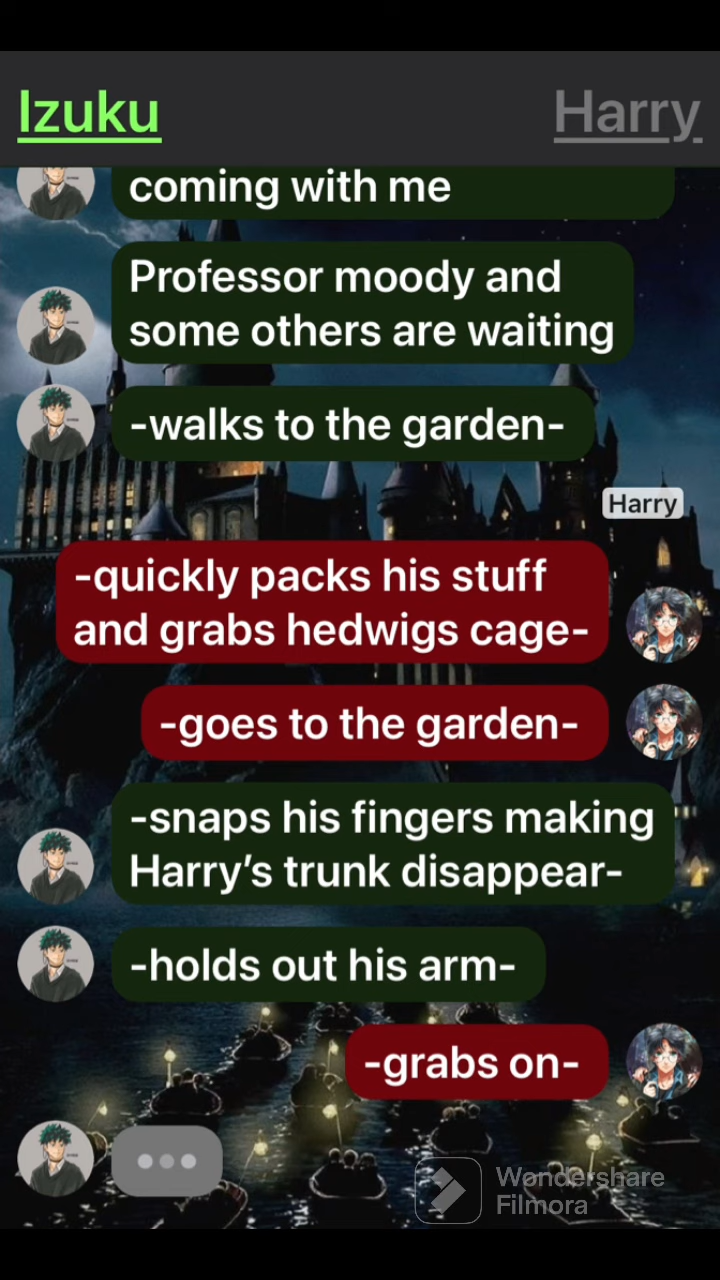 Izuku
Harry
coming with me
Professor moody and
some others are waiting
-walks to the garden-
Harry
-quickly packs his stuff
and grabs hedwigs cage-
-goes to the garden-
-snaps his fingers making
Harry’s trunk disappear-
-holds out his arm-
-grabs on-
Wondershare
Filmora